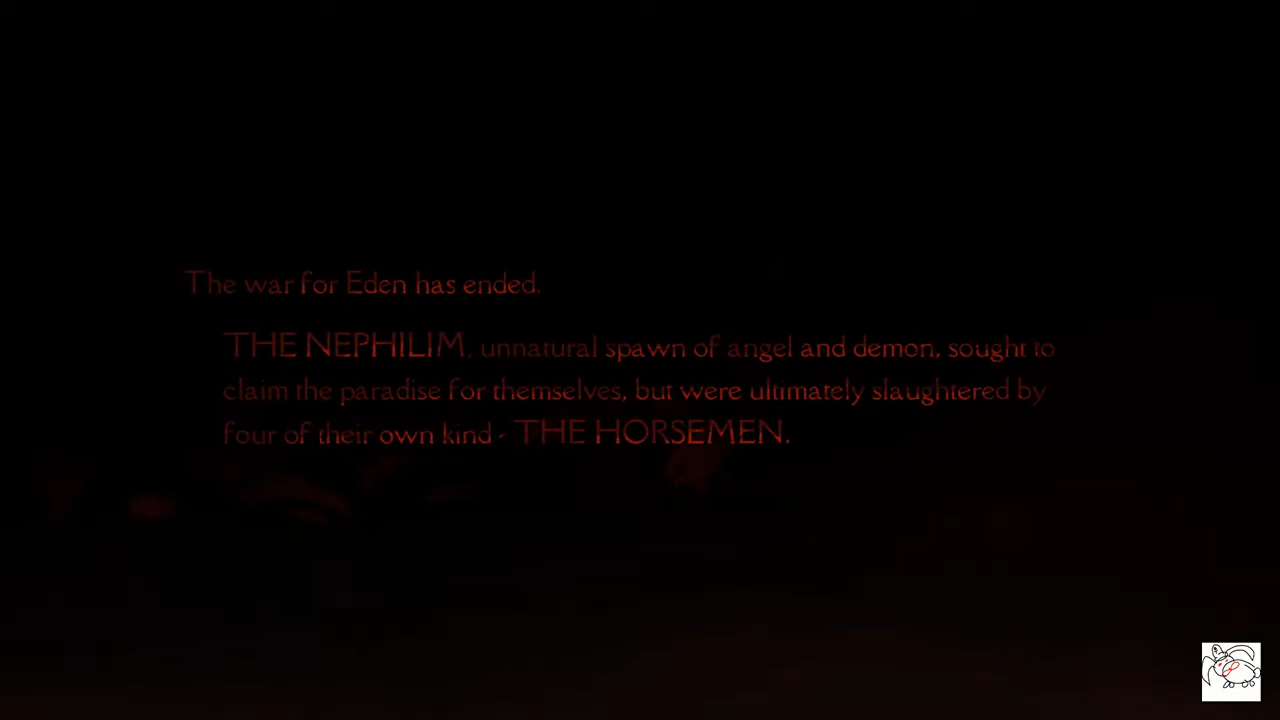 The war for Eden has ended.
THE NEPHILIM, unnatural spawn of angel and demon, sought to
claim the paradise for themselves, but were ultimately slaughtered by
four of their own kind - THE HORSEMEN.